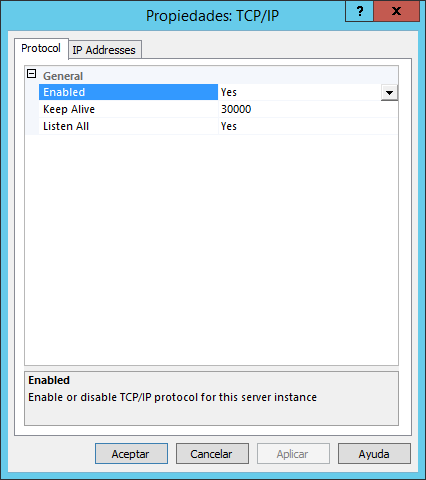 Propiedades: TCP/IP
? x
Protocol IP Addresses
General
Enabled Yes
Keep Alive 30000
Listen All Yes
Enabled
Enable or disable TCP/IP protocol for this server instance
Aceptar Cancelar Aplicar Ayuda